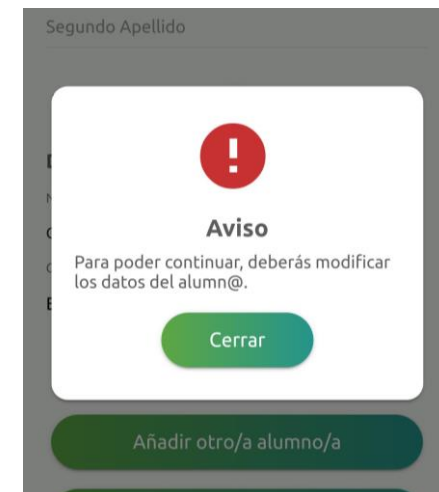 Segundo Apellido
Aviso
Para poder continuar, deberás modificar
los datos del alumn@.
Cerrar
Añadir otro/a alumno/a